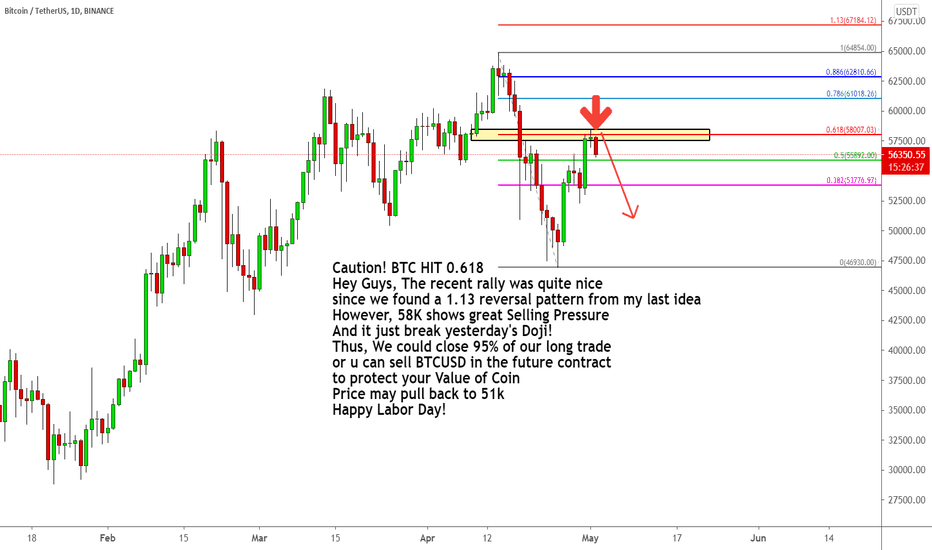 Bitcoin / TetherUS, 1D, BINANCE
USDT
67500.00
1.13(67184.12)
65000.00
1(64854.00)
0.886(62810.66)
62500.00
0.786(61018.26)
60000.00
0.618(58007.03)
57500.00
56350.55
15:26:37
0.5(55892.00)
0.382(53776.97)
52500.00
50000.00
47500.00
0(46930.00)
45000.00
42500.00
40000.00
37500.00
35000.00
32500.00
30000.00
27500.00
Caution! BTC HIT 0.618
Hey Guys, The recent rally was quite nice
since we found a 1.13 reversal pattern from my last idea
However, 58K shows great Selling Pressure
And it just break yesterday's Doji!
Thus, We could close 95% of our long trade
or u can sell BTCUSD in the future contract
to protect your Value of Coin
Price may pull back to 51k
Happy Labor Day!
18 Feb 15 Mar 15 Apr 12 May 17 Jun 14